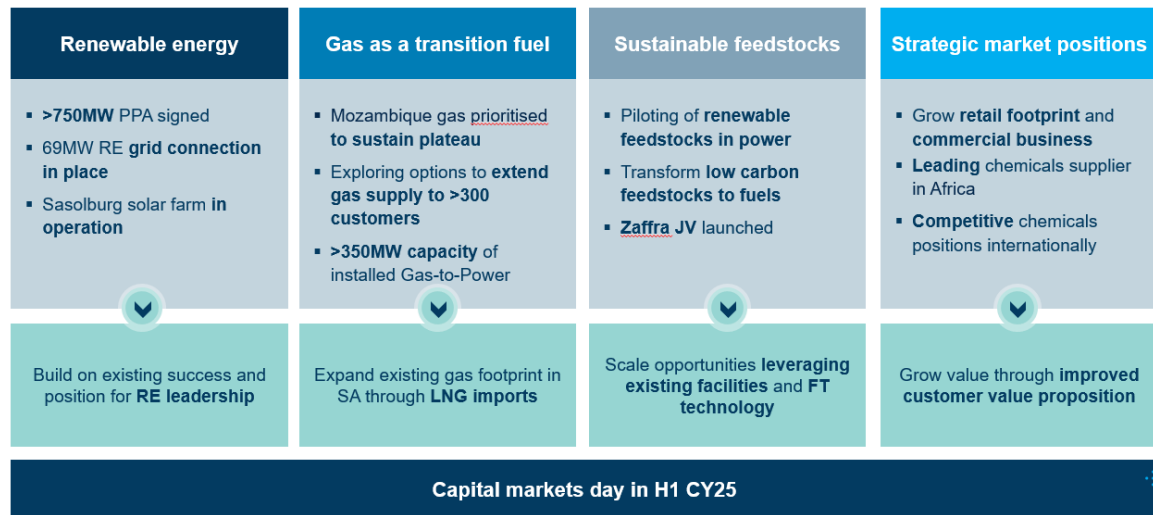 Renewable energy
▪ >750MW PPA signed
▪ 69MW RE grid connection
in place
▪ Sasolburg solar farm in
operation
Build on existing success and
position for RE leadership
Gas as a transition fuel
▪ Mozambique gas prioritised
to sustain plateau
▪ Exploring options to extend
gas supply to >300
customers
▪ >350MW capacity of
installed Gas-to-Power
Expand existing gas footprint in
SA through LNG imports
Sustainable feedstocks
▪ Piloting of renewable
feedstocks in power
▪ Transform low carbon
feedstocks to fuels
▪ Zaffra JV launched
Scale opportunities leveraging
existing facilities and FT
technology
Strategic market positions
▪ Grow retail footprint and
commercial business
▪ Leading chemicals supplier
in Africa
▪ Competitive chemicals
positions internationally
Grow value through improved
customer value proposition
Capital markets day in H1 CY25